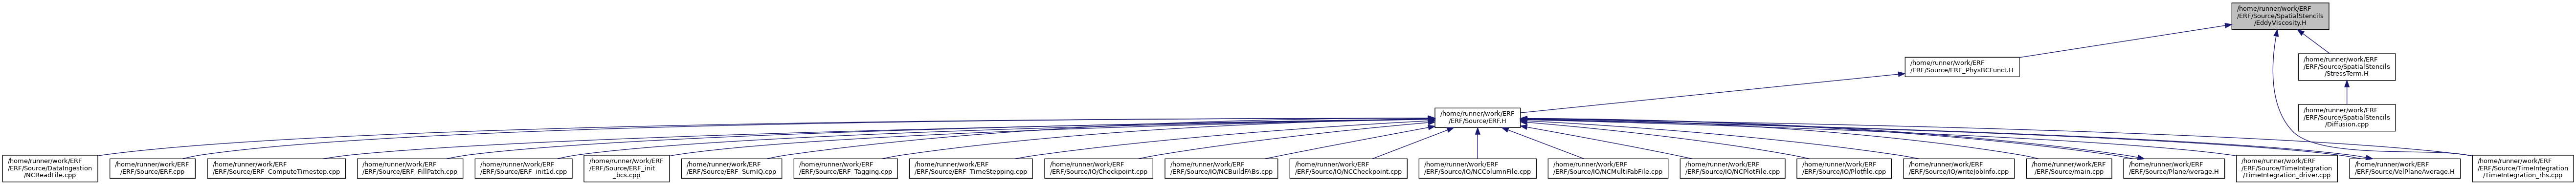 /home/runner/work/ERF
/ERF/Source/SpatialStencils
/EddyViscosity.H
/home/runner/work/ERF
/ERF/Source/ERF_PhysBCFunct.H
/home/runner/work/ERF
/ERF/Source/SpatialStencils
/StressTerm.H
/home/runner/work/ERF
/ERF/Source/ERF.H
/home/runner/work/ERF
/ERF/Source/SpatialStencils
/Diffusion.cpp
/home/runner/work/ERF
/ERF/Source/DataIngestion
/NCReadFile.cpp
/home/runner/work/ERF
/ERF/Source/ERF.cpp
/home/runner/work/ERF
/ERF/Source/ERF_ComputeTimestep.cpp
/home/runner/work/ERF
/ERF/Source/ERF_FillPatch.cpp
/home/runner/work/ERF
/ERF/Source/ERF_init1d.cpp
/home/runner/work/ERF
/ERF/Source/ERF_init
_bcs.cpp
/home/runner/work/ERF
/ERF/Source/ERF_SumIQ.cpp
/home/runner/work/ERF
/ERF/Source/ERF_Tagging.cpp
/home/runner/work/ERF
/ERF/Source/ERF_TimeStepping.cpp
/home/runner/work/ERF
/ERF/Source/IO/Checkpoint.cpp
/home/runner/work/ERF
/ERF/Source/IO/NCBuildFABs.cpp
/home/runner/work/ERF
/ERF/Source/IO/NCCheckpoint.cpp
/home/runner/work/ERF
/ERF/Source/IO/NCColumnFile.cpp
/home/runner/work/ERF
/ERF/Source/IO/NCMultiFabFile.cpp
/home/runner/work/ERF
/ERF/Source/IO/NCPlotFile.cpp
/home/runner/work/ERF
/ERF/Source/IO/Plotfile.cpp
/home/runner/work/ERF
/ERF/Source/IO/writeJobInfo.cpp
/home/runner/work/ERF
/ERF/Source/main.cpp
/home/runner/work/ERF
/ERF/Source/PlaneAverage.H
/home/runner/work/ERF
/ERF/Source/TimeIntegration
/TimeIntegration_driver.cpp
/home/runner/work/ERF
/ERF/Source/VelPlaneAverage.H
/home/runner/work/ERF
/ERF/Source/TimeIntegration
/TimeIntegration_rhs.cpp